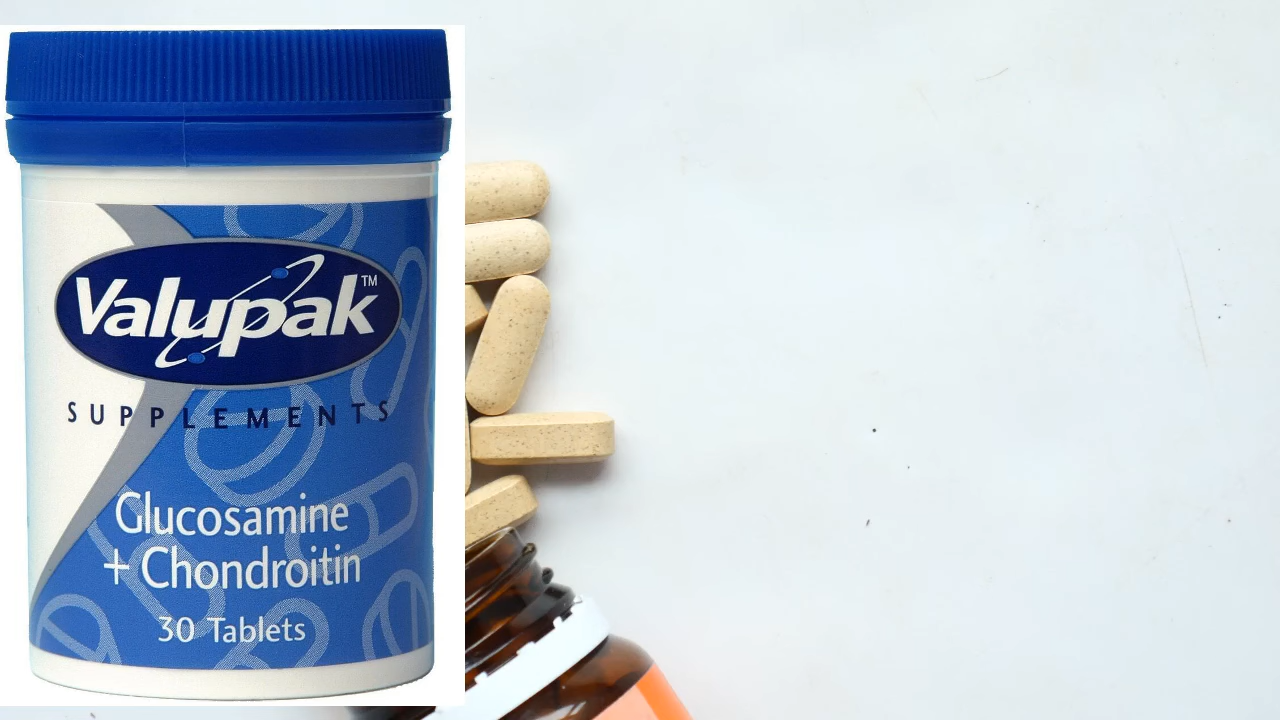 Valupak™
SUPPLEMENTS
Glucosamine
+ Chondroitin
30 Tablets